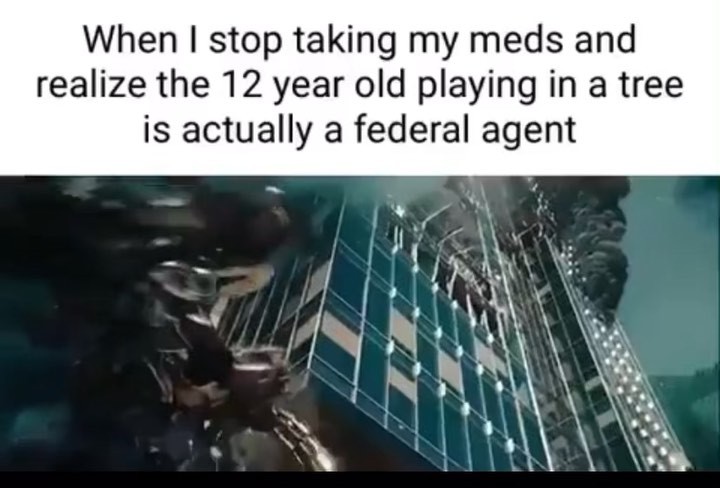 When I stop taking my meds and
realize the 12 year old playing in a tree
is actually a federal agent